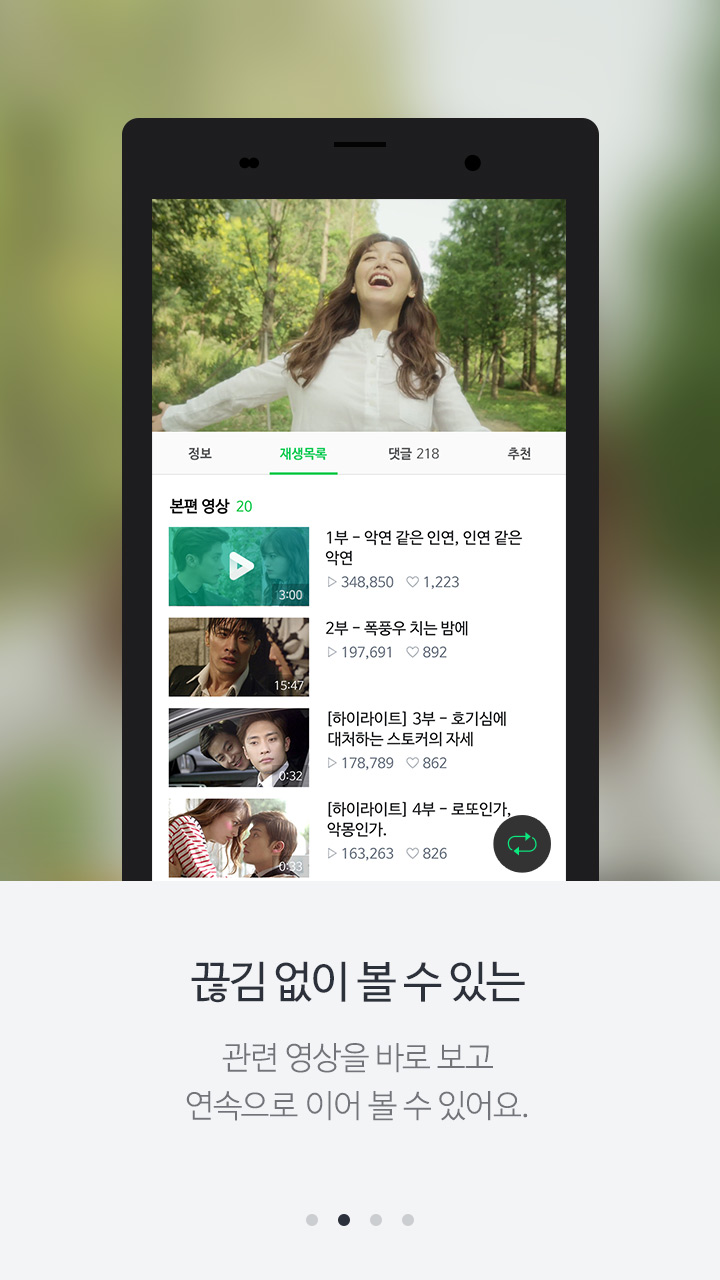 정보 재생목록 댓글 218 추천
본편 영상 20
3:00
1부 – 악연 같은 인연, 인연 같은
악연
348,850 1,223
15:47
2부 – 폭풍우 치는 밤에
197,691 892
0:32
[하이라이트] 3부 – 호기심에
대처하는 스토커의 자세
178,789 862
0:33
[하이라이트] 4부 – 로또인가,
악몽인가.
163,263 826
끊김 없이 볼 수 있는
관련 영상을 바로 보고
연속으로 이어 볼 수 있어요.